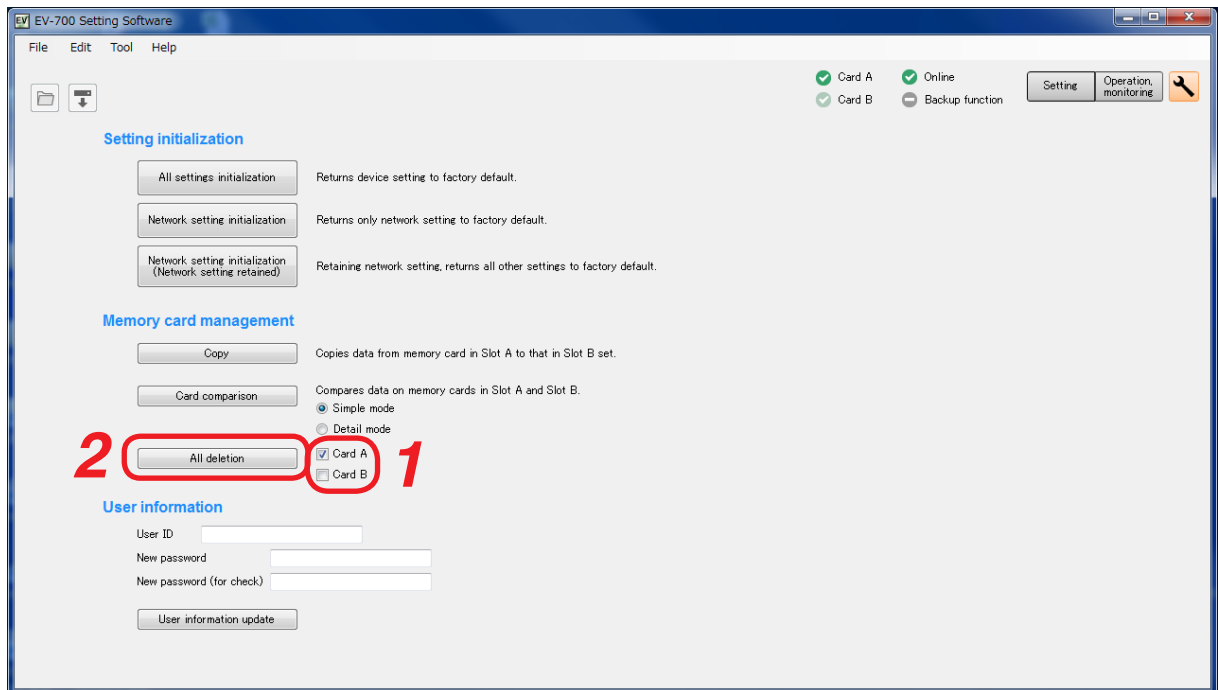 EV EV-700 Setting Software
File Edit Tool Help
Card A Online
Card B Backup function
Setting
Operation,
monitoring
Setting initialization
All settings initialization Returns device setting to factory default.
Network setting initialization Returns only network setting to factory default.
Network setting initialization
(Network setting retained)
Retaining network setting, returns all other settings to factory default.
Memory card management
Copy Copies data from memory card in Slot A to that in Slot B set.
Card comparison Compares data on memory cards in Slot A and Slot B.
Simple mode
Detail mode
2 All deletion Card A 1
Card B
User information
User ID
New password
New password (for check)
User information update